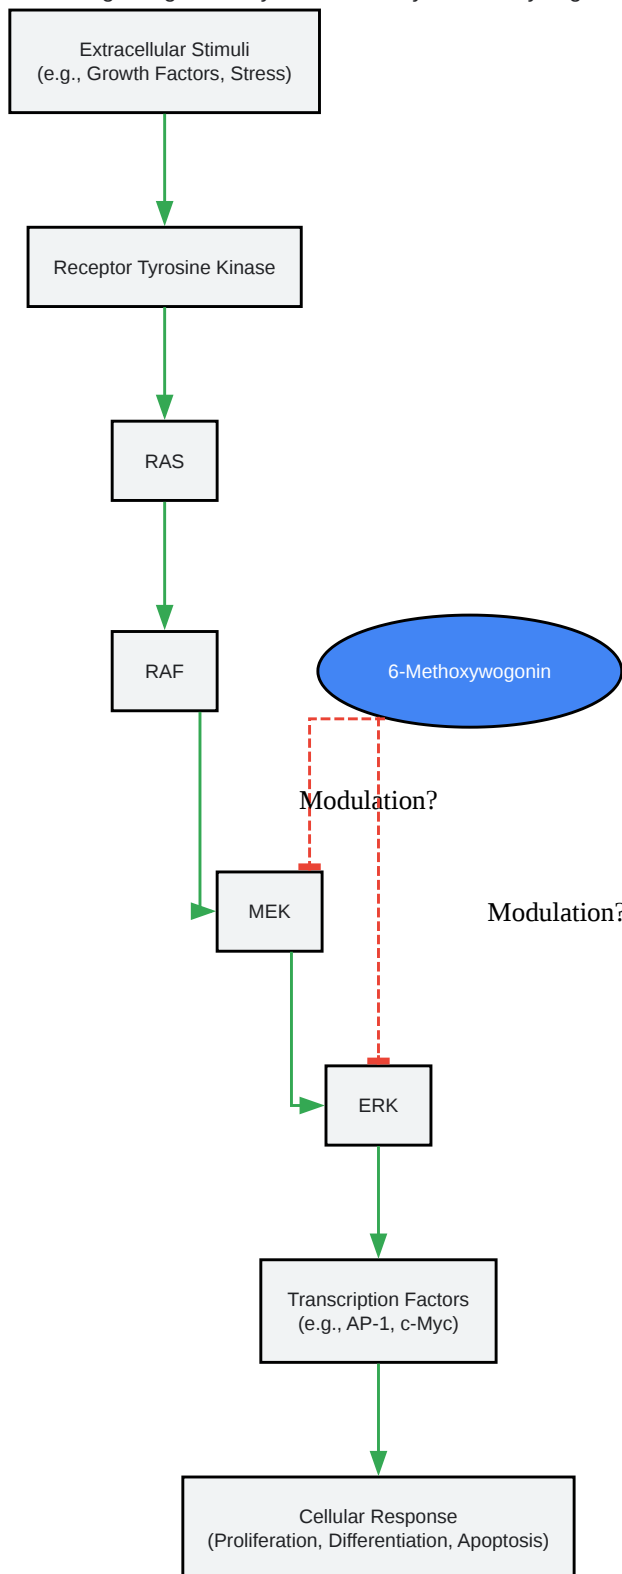 Extracellular Stimuli
(e.g., Growth Factors, Stress)
Receptor Tyrosine Kinase
RAS
RAF
6-Methoxywogonin
Modulation?
MEK
Modulation?
ERK
Transcription Factors
(e.g., AP-1, c-Myc)
Cellular Response
(Proliferation, Differentiation, Apoptosis)